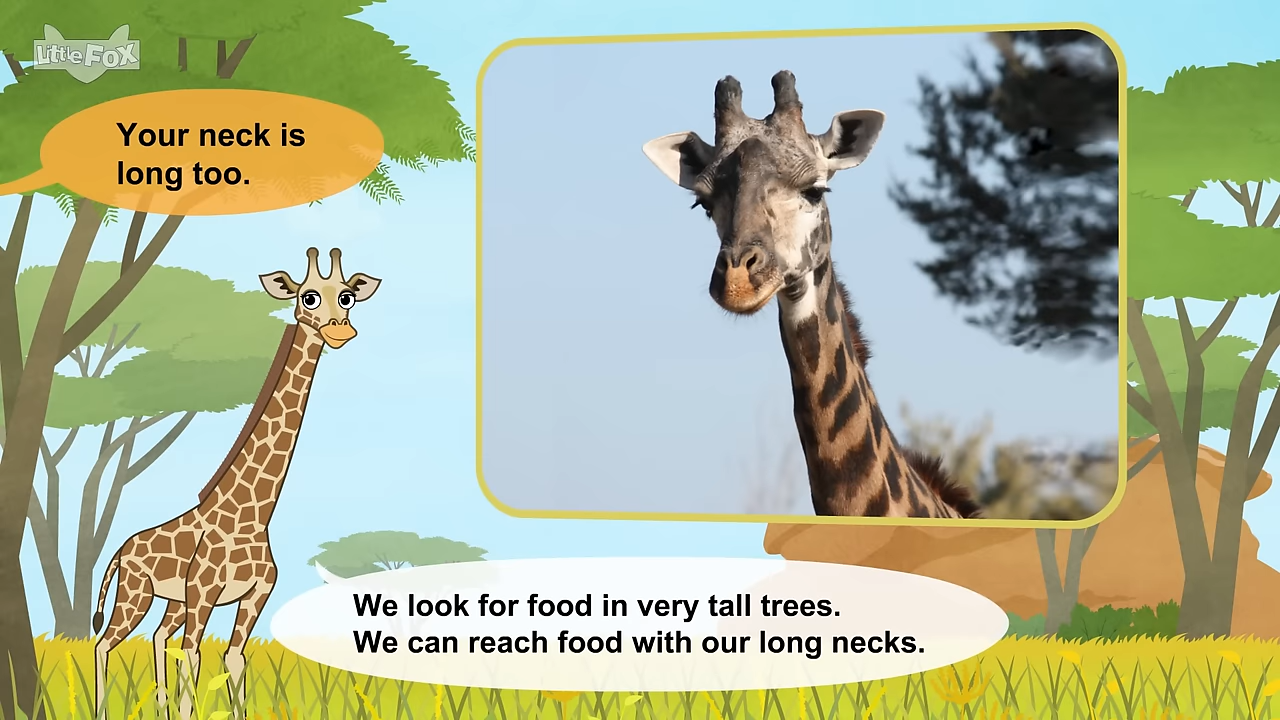 Little Fox
Your neck is
long too.
We look for food in very tall trees.
We can reach food with our long necks.